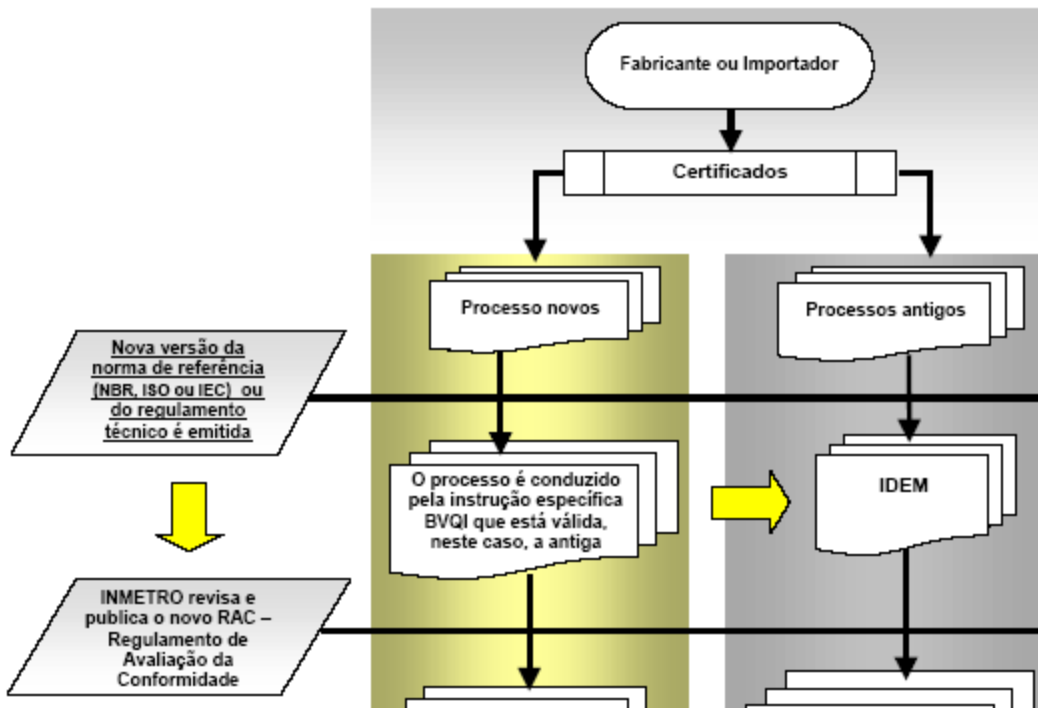 Fabricante ou Importador
Certificados
Processo novos
Processos antigos
Nova versão da
norma de referência
(NBR, ISO ou IEC) ou
do regulamento
técnico é emitida
O processo é conduzido
pela instrução específica
BVQI que está válida,
neste caso, a antiga
IDEM
INMETRO revisa e
publica o novo RAC –
Regulamento de
Avaliação da
Conformidade